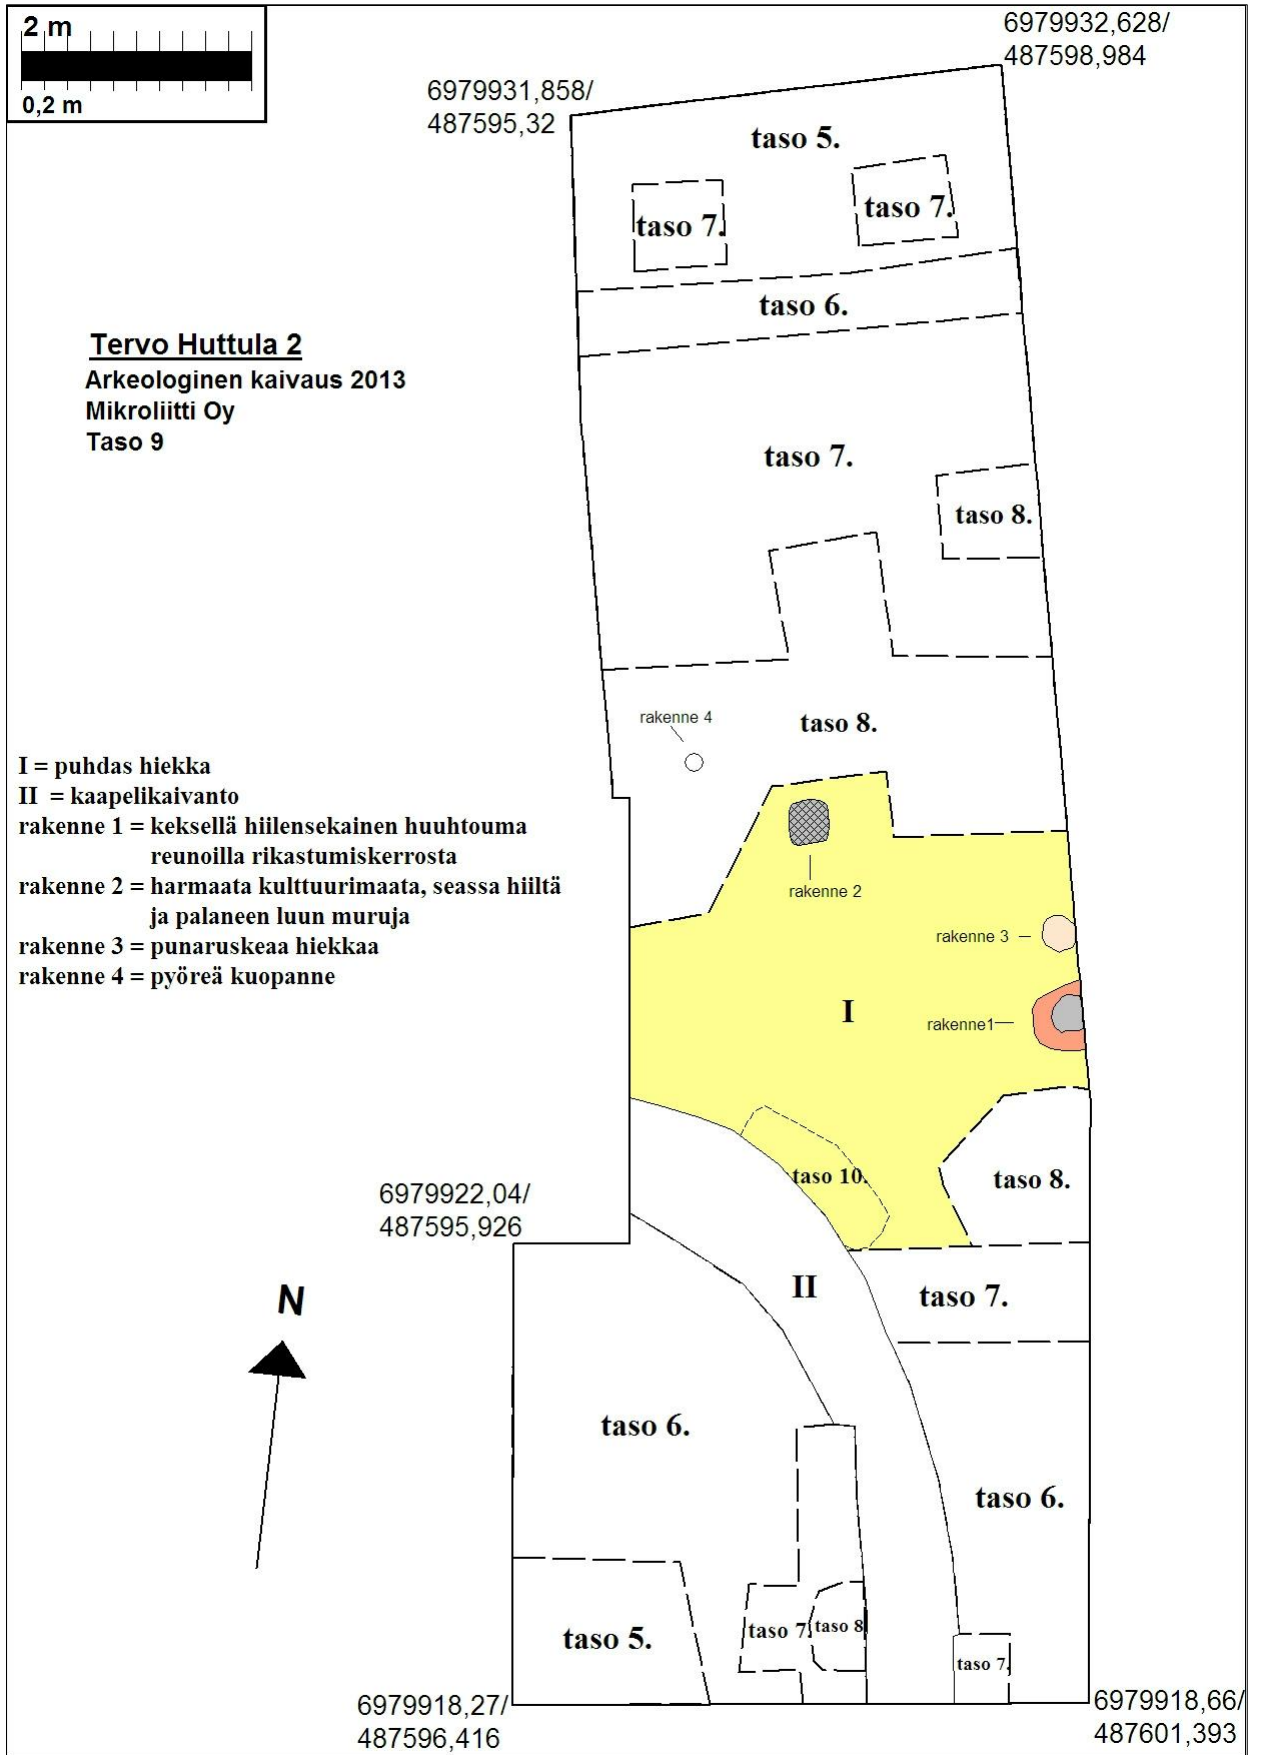 2 m
0,2 m
6979932,628/
487598,984
6979931,858/
487595,32
taso 5.
taso 7.
taso 7.
taso 6.
Tervo Huttula 2
Arkeologinen kaivaus 2013
Mikroliitti Oy
Taso 9
taso 7.
taso 8.
rakenne 4
taso 8.
I = puhdas hiekka
II = kaapelikaivanto
rakenne 1 = keksellä hiilensekainen huuhtouma
reunoilla rikastumiskerrosta
rakenne 2 = harmaata kulttuurimaata, seassa hiiltä
ja palaneen luun muruja
rakenne 3 = punaruskeaa hiekkaa
rakenne 4 = pyöreä kuopanne
rakenne 2
rakenne 3
I
rakenne1
taso 10.
taso 8.
6979922,04/
487595,926
N
II
taso 7.
taso 6.
taso 6.
taso 5.
taso 7.
taso 8
taso 7.
6979918,27/
487596,416
6979918,66/
487601,393